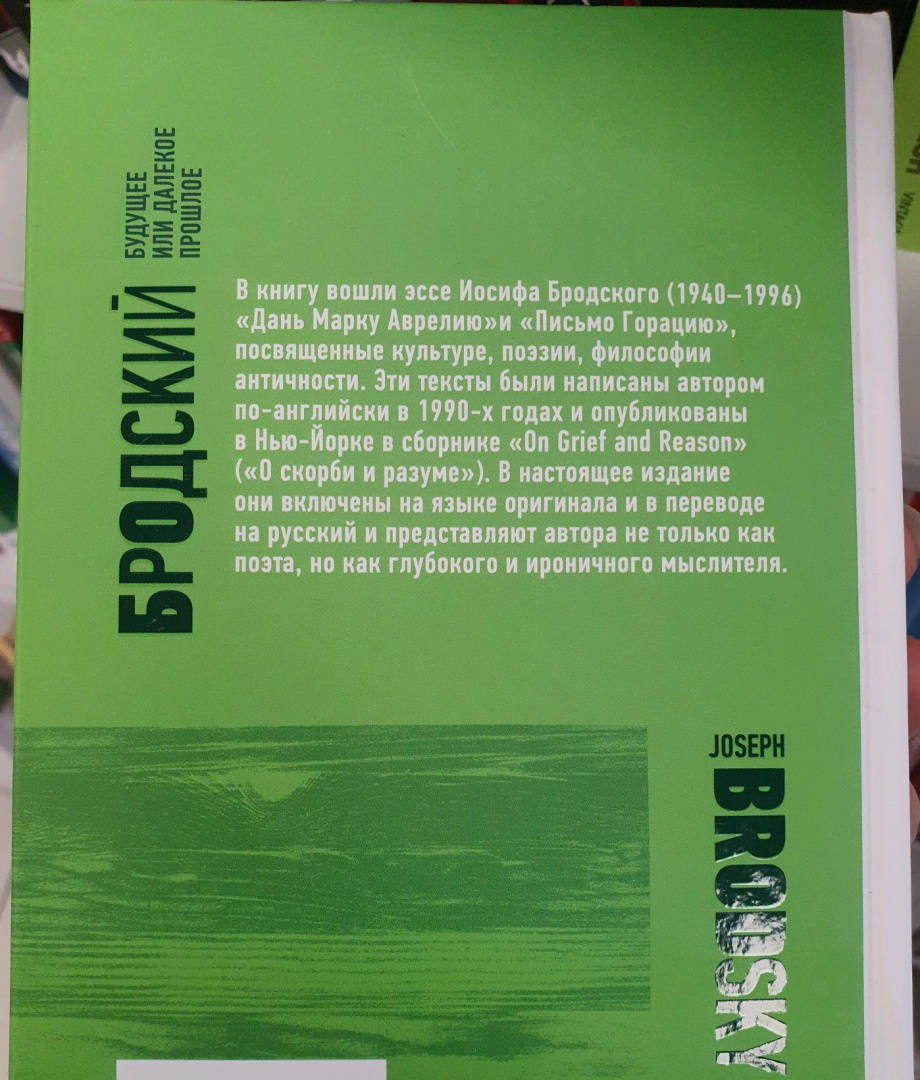 БРОДСКИЙ
БУДУЩЕЕ
ИЛИ ДАЛЕКОЕ
ПРОШЛОЕ
В книгу вошли эссе Иосифа Бродского (1940–1996)
«Дань Марку Аврелию»и «Письмо Горацию»,
посвященные культуре, поэзии, философии
античности. Эти тексты были написаны автором
по-английски в 1990-х годах и опубликованы
в Нью-Йорке в сборнике «On Grief and Reason»
(«О скорби и разуме»). В настоящее издание
они включены на языке оригинала и в переводе
на русский и представляют автора не только как
поэта, но как глубокого и ироничного мыслителя.
JOSEPH
BRODSKY